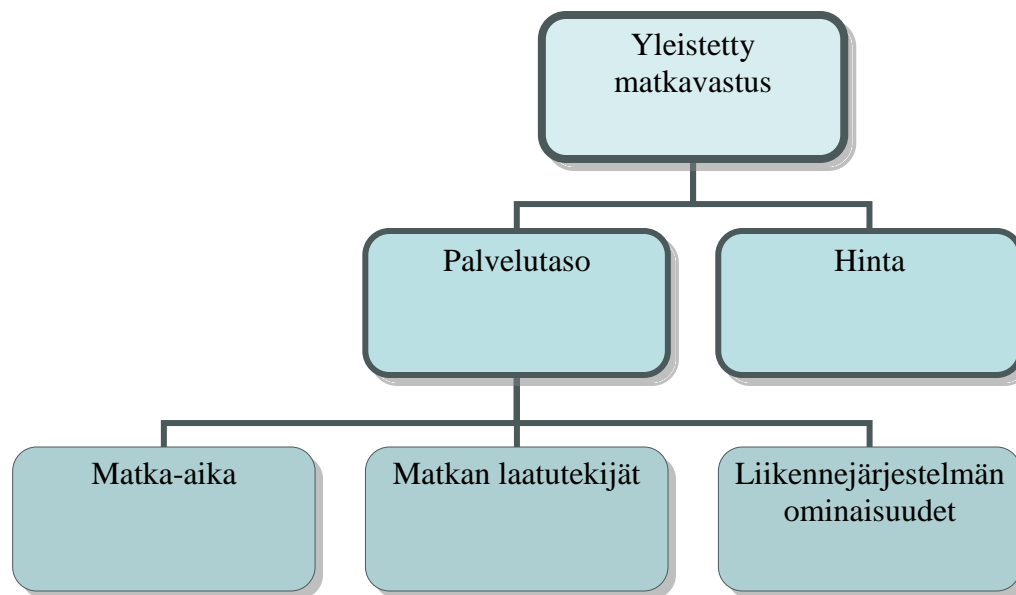 Yleistetty
matkavastus
Palvelutaso
Hinta
Matka-aika
Matkan laatutekijät
Liikennejärjestelmän
ominaisuudet